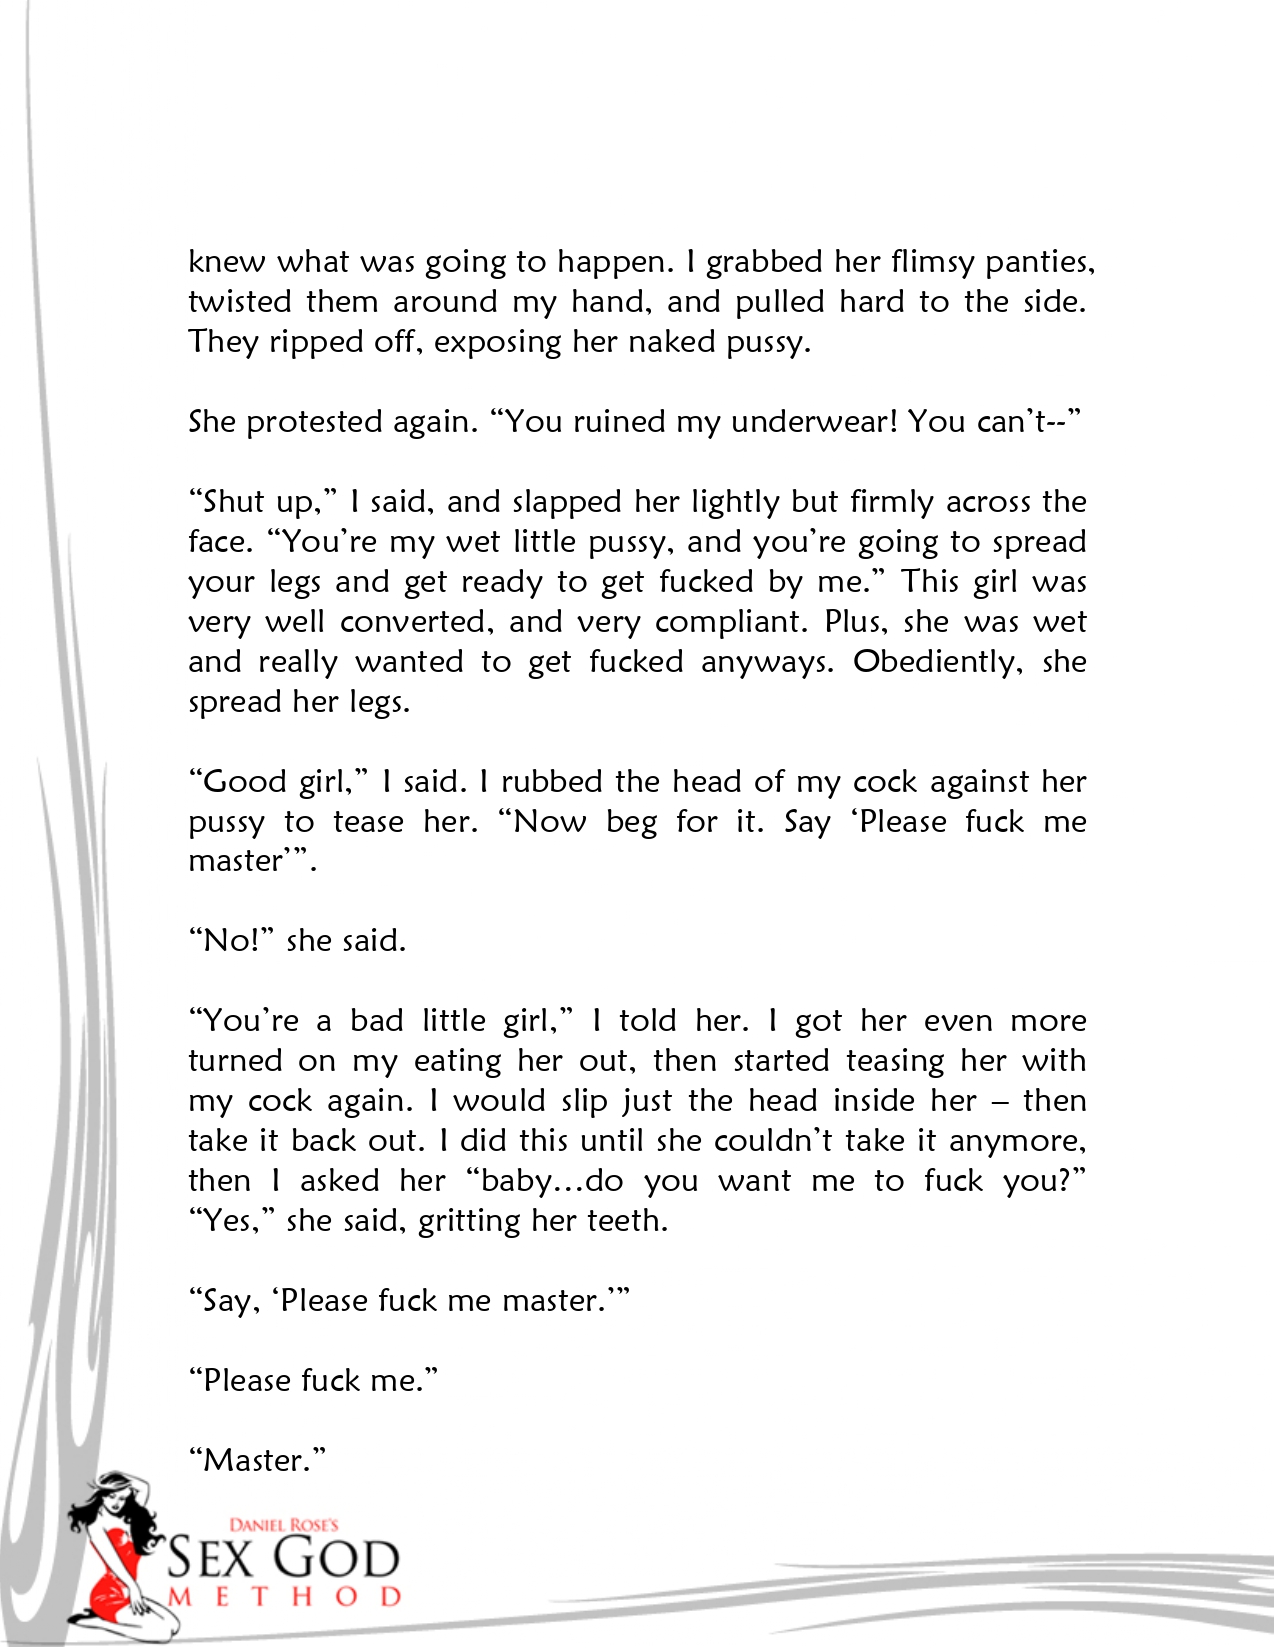 knew what was going to happen. I grabbed her flimsy panties,
twisted them around my hand, and pulled hard to the side.
They ripped off, exposing her naked pussy.
She protested again. “You ruined my underwear! You can’t--”
“Shut up,” I said, and slapped her lightly but firmly across the
face. “You’re my wet little pussy, and you’re going to spread
your legs and get ready to get fucked by me.” This girl was
very well converted, and very compliant. Plus, she was wet
and really wanted to get fucked anyways. Obediently, she
spread her legs.
“Good girl,” I said. I rubbed the head of my cock against her
pussy to tease her. “Now beg for it. Say ‘Please fuck me
master’”.
“No!” she said.
“You’re a bad little girl,” I told her. I got her even more
turned on my eating her out, then started teasing her with
my cock again. I would slip just the head inside her – then
take it back out. I did this until she couldn’t take it anymore,
then I asked her “baby…do you want me to fuck you?”
“Yes,” she said, gritting her teeth.
“Say, ‘Please fuck me master.’”
“Please fuck me.”
“Master.”
DANIEL ROSE’S
SEX GOD
METHOD